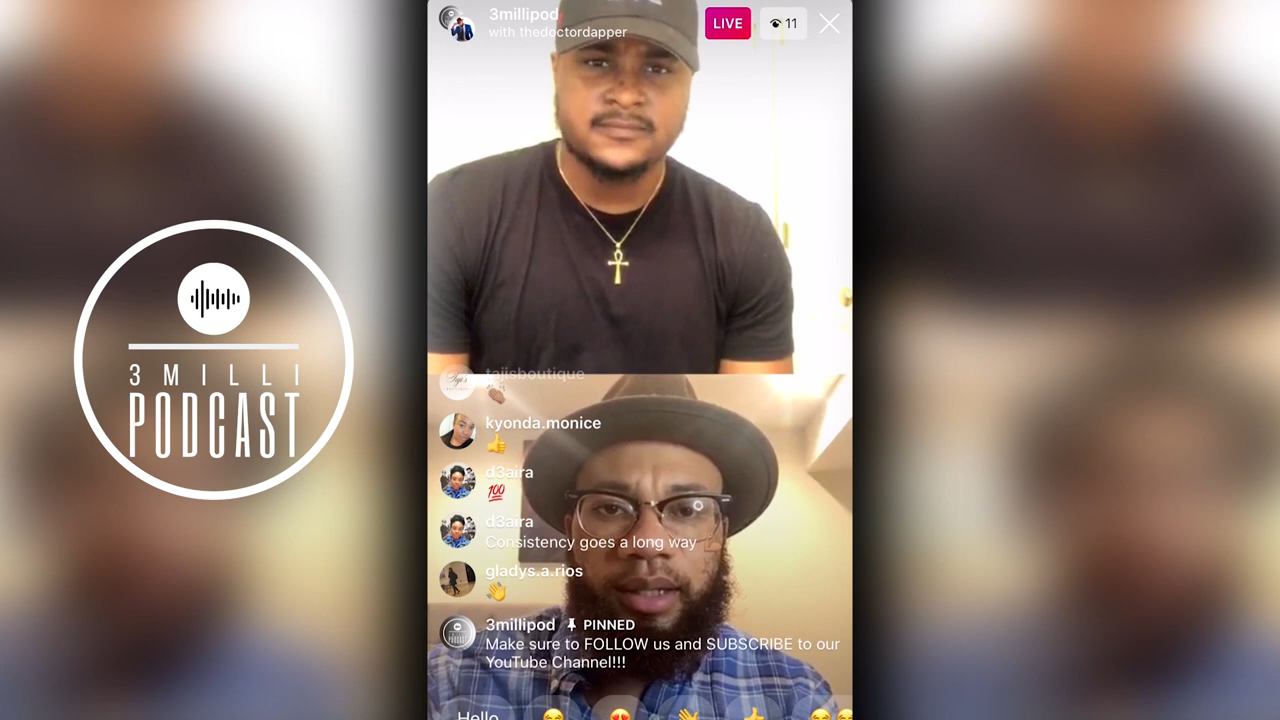 3millipod
with thedoctordapper
LIVE
11
3 MILLI
PODCAST
tajisboutique
kyonda.monice
d3aira
💯
d3aira
Consistency goes a long way
gladys.a.rios
3millipod PINNED
Make sure to FOLLOW us and SUBSCRIBE to our
YouTube Channel!!!
Hello